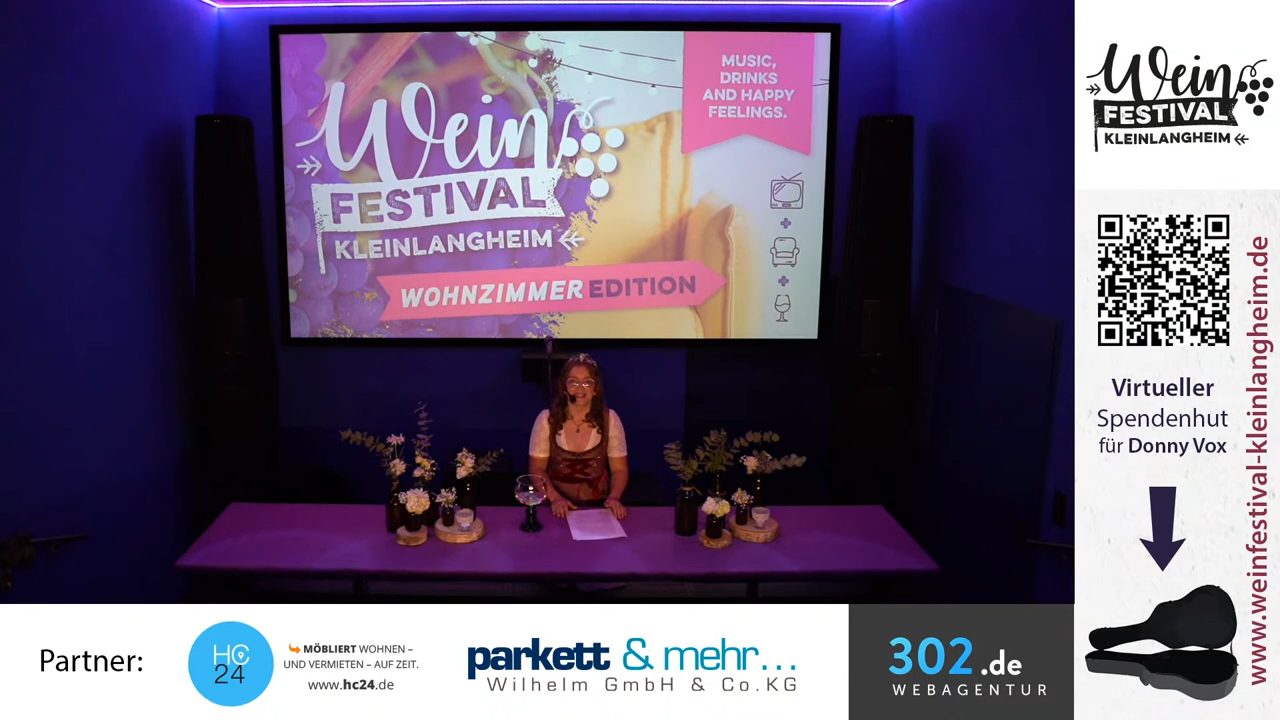 Wein
FESTIVAL
KLEINLANGHEIM
WOHNZIMMER EDITION
MUSIC,
DRINKS
AND HAPPY
FEELINGS.
Wein
FESTIVAL
KLEINLANGHEIM
Virtueller
Spendenhut
für Donny Vox
www.weinfestival-kleinlangheim.de
Partner:
HC
24
MÖBLIERT WOHNEN –
UND VERMIETEN – AUF ZEIT.
www.hc24.de
parkett & mehr...
Wilhelm GmbH & Co.KG
302.de
WEBAGENTUR